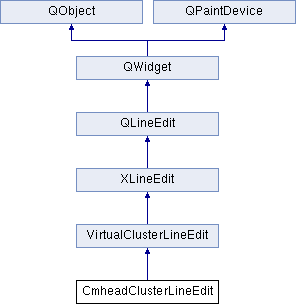 QObject
QPaintDevice
QWidget
QLineEdit
XLineEdit
VirtualClusterLineEdit
CmheadClusterLineEdit